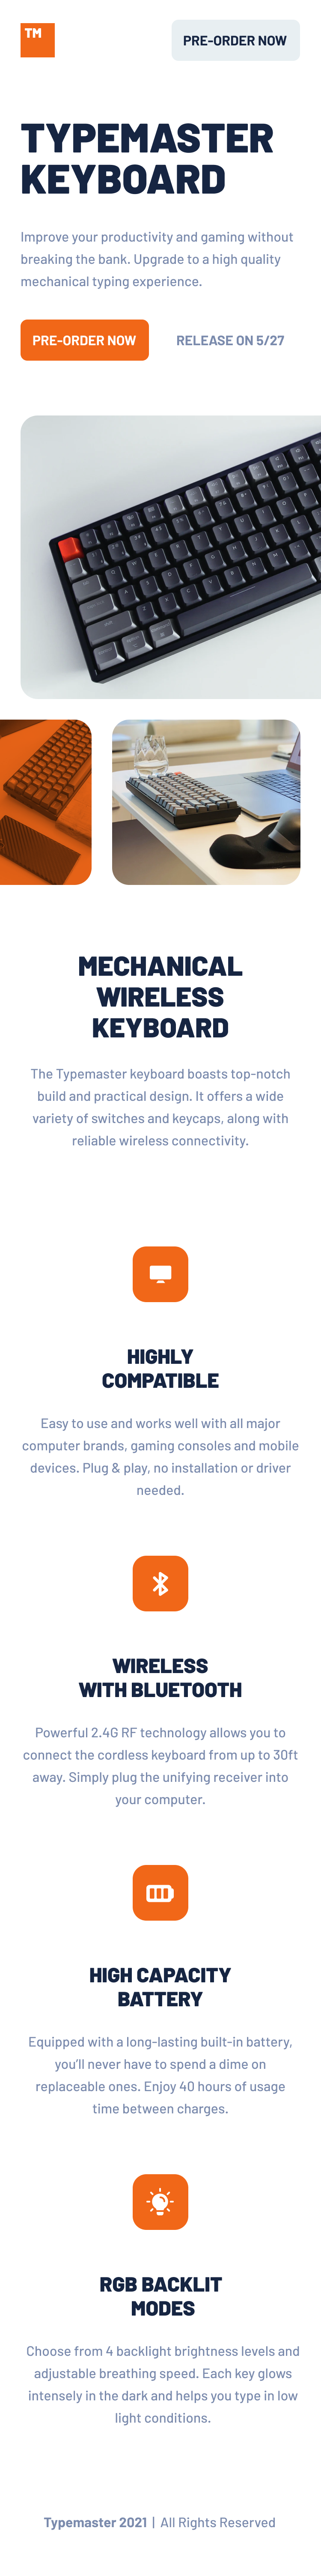 TM
PRE-ORDER NOW
TYPEMASTER
KEYBOARD
Improve your productivity and gaming without
breaking the bank. Upgrade to a high quality
mechanical typing experience.
PRE-ORDER NOW
RELEASE ON 5/27
MECHANICAL
WIRELESS
KEYBOARD
The Typemaster keyboard boasts top-notch
build and practical design. It offers a wide
variety of switches and keycaps, along with
reliable wireless connectivity.
HIGHLY
COMPATIBLE
Easy to use and works well with all major
computer brands, gaming consoles and mobile
devices. Plug & play, no installation or driver
needed.
WIRELESS
WITH BLUETOOTH
Powerful 2.4G RF technology allows you to
connect the cordless keyboard from up to 30ft
away. Simply plug the unifying receiver into
your computer.
HIGH CAPACITY
BATTERY
Equipped with a long-lasting built-in battery,
you'll never have to spend a dime on
replaceable ones. Enjoy 40 hours of usage
time between charges.
RGB BACKLIT
MODES
Choose from 4 backlight brightness levels and
adjustable breathing speed. Each key glows
intensely in the dark and helps you type in low
light conditions.
Typemaster 2021 | All Rights Reserved